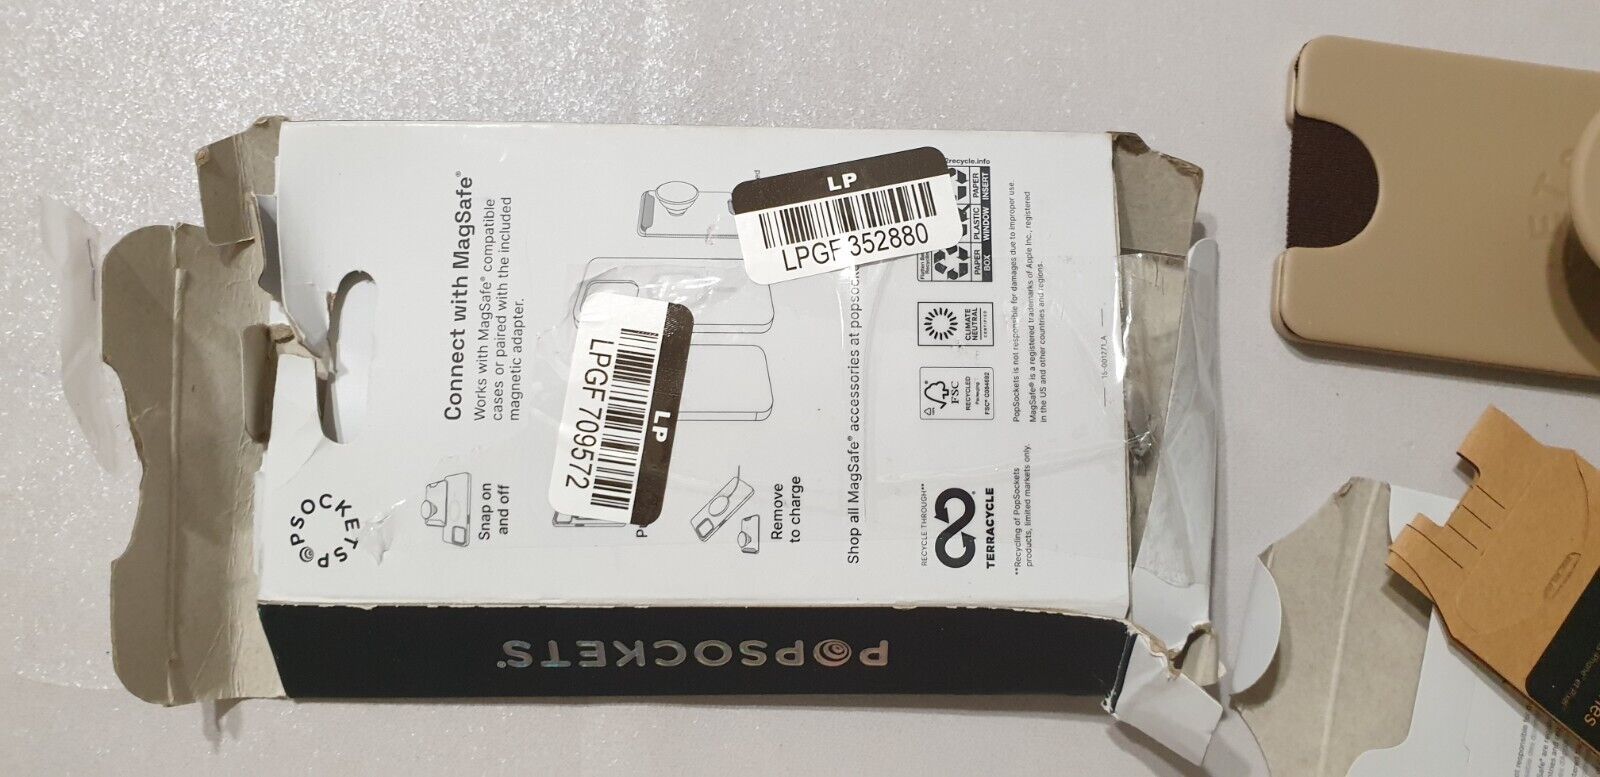 POPSOCKETS
Connect with MagSafe®
Works with MagSafe® compatible
cases or paired with the included
magnetic adapter.
Snap on
and off
Remove
to charge
LP
LPGF 352880
LP
LPGF 709572
Shop all MagSafe® accessories at
RECYCLE THROUGH**
TERRACYCLE
**Recycling of PopSockets
products, limited markets only.
FSC
RECYCLED
Packaging
CLIMATE
NEUTRAL
CERTIFIED
PAPER
BOX
PLASTIC
WINDOW
PAPER
INSERT
PopSockets is not responsible for damages due to improper use.
MagSafe® is a registered trademarks of Apple Inc., registered
in the US and other countries and regions.
POPSOCKETS®